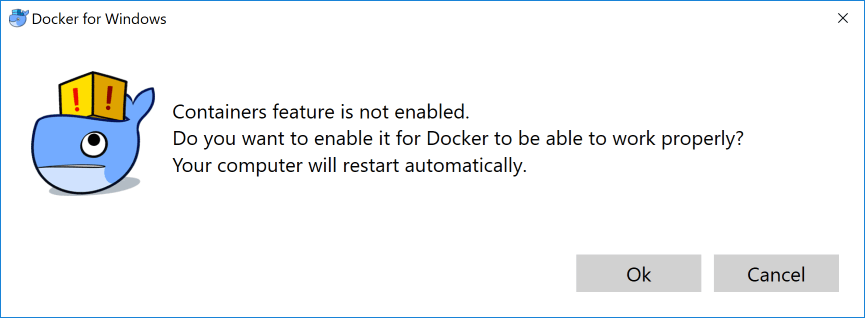 Docker for Windows
Containers feature is not enabled.
Do you want to enable it for Docker to be able to work properly?
Your computer will restart automatically.
Ok
Cancel